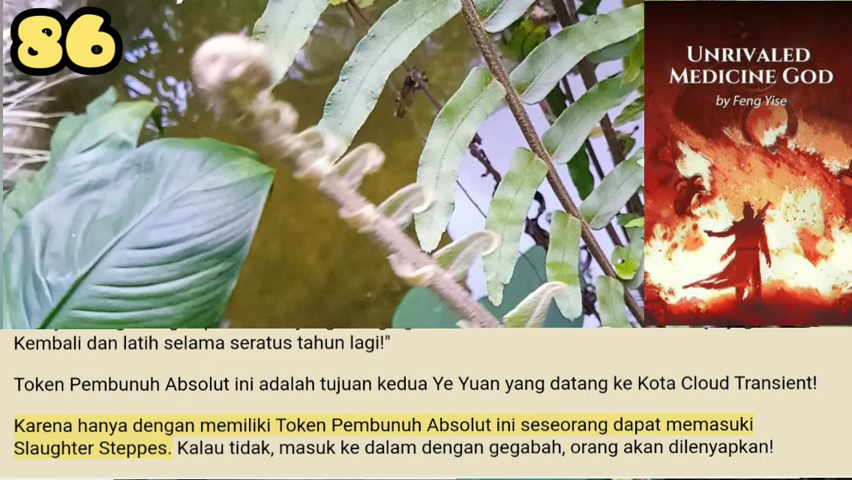 86
UNRIVALED
MEDICINE GOD
by Feng Yise
Kembali dan latih selama seratus tahun lagi!"
Token Pembunuh Absolut ini adalah tujuan kedua Ye Yuan yang datang ke Kota Cloud Transient!
Karena hanya dengan memiliki Token Pembunuh Absolut ini seseorang dapat memasuki
Slaughter Steppes. Kalau tidak, masuk ke dalam dengan gegabah, orang akan dilenyapkan!